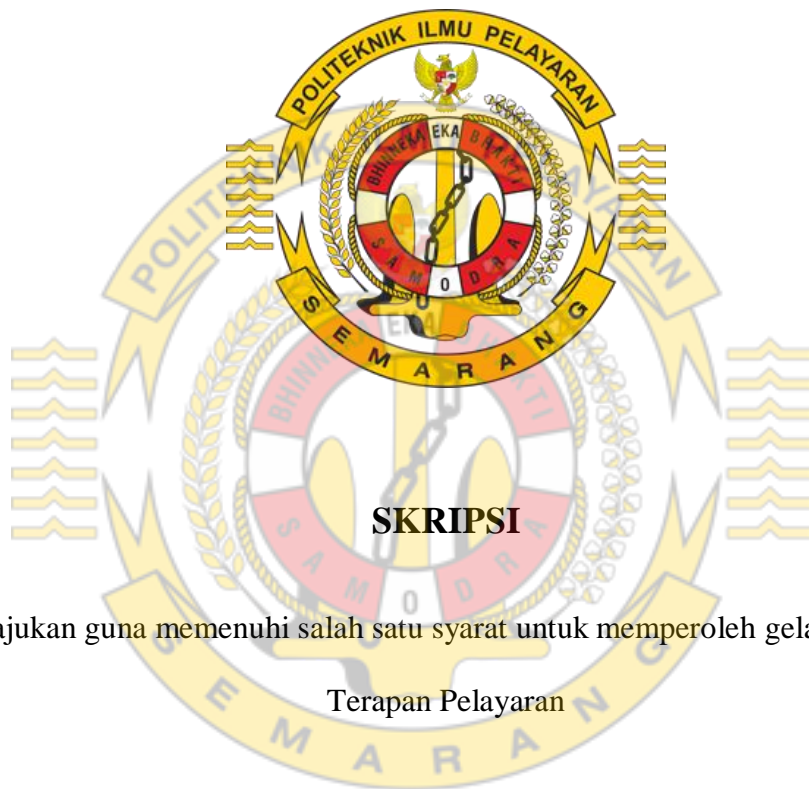 POLITEKNIK ILMU PELAYARAN
BHINNEKA EKA BHAKTI
SAMODRA
SEMARANG
SKRIPSI
ajukan guna memenuhi salah satu syarat untuk memperoleh gela
Terapan Pelayaran